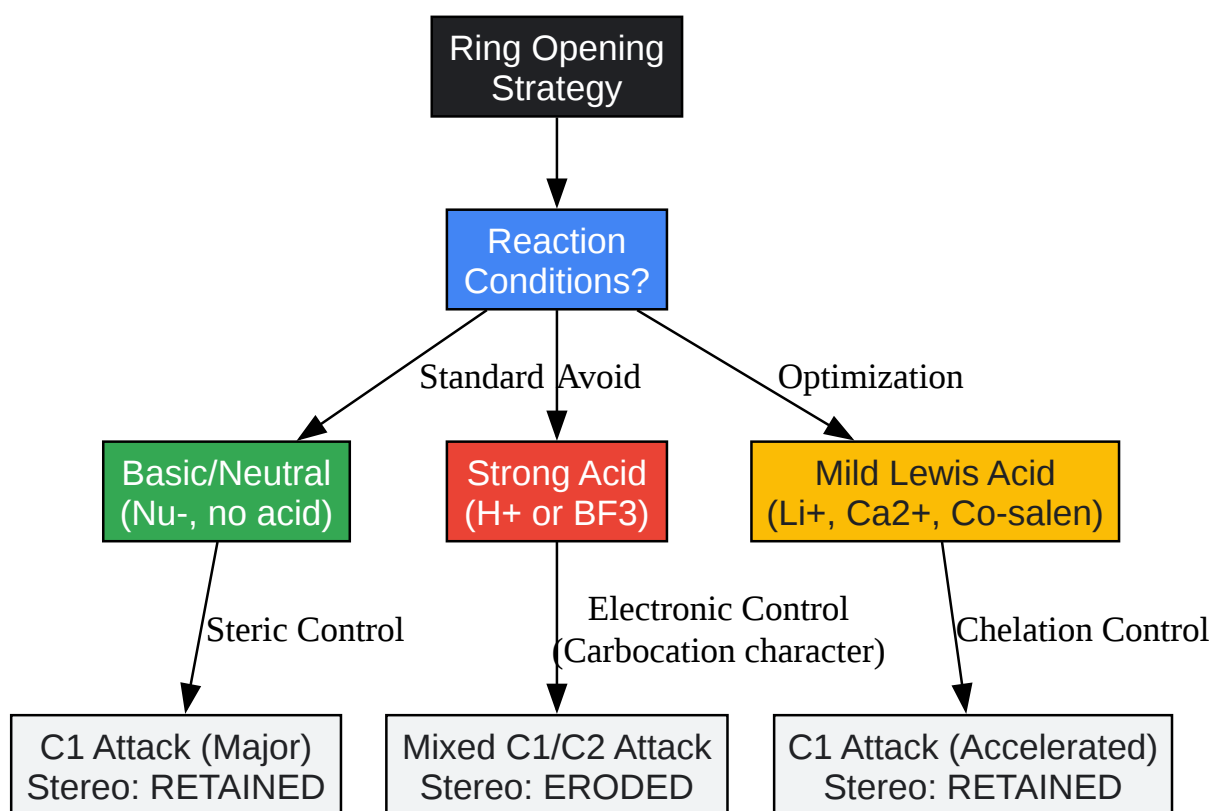 Ring Opening
Strategy
Reaction
Conditions?
Standard
Avoid
Optimization
Basic/Neutral
(Nu-, no acid)
Strong Acid
(H+ or BF3)
Mild Lewis Acid
(Li+, Ca2+, Co-salen)
Steric Control
Electronic Control
(Carbocation character)
Chelation Control
C1 Attack (Major)
Stereo: RETAINED
Mixed C1/C2 Attack
Stereo: ERODED
C1 Attack (Accelerated)
Stereo: RETAINED